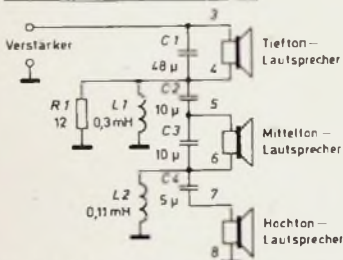 3
Verstärker
C1
48 µ
4
Tiefton–
Lautsprecher
R1
12
L1
0,3 mH
C2
10 µ
5
C3
10 µ
6
Mittelton–
Lautsprecher
L2
0,11 mH
C4
5 µ
7
Hochton–
Lautsprecher
8